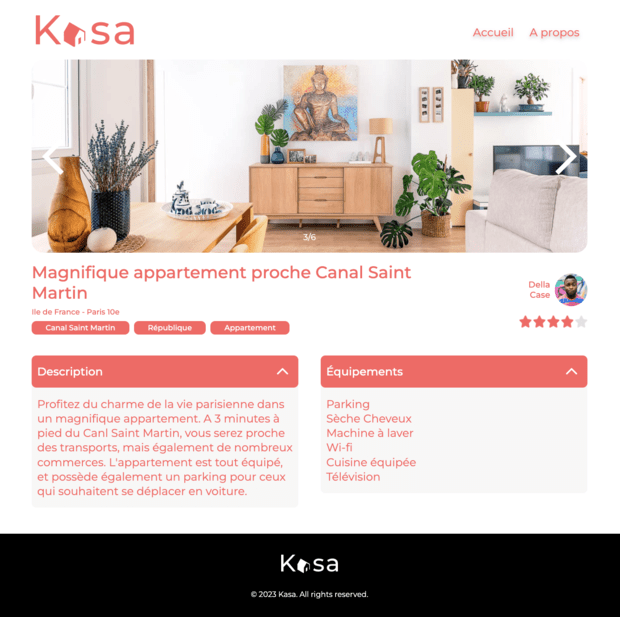 Kasa
Accueil A propos
3/6
Magnifique appartement proche Canal Saint
Martin
Ile de France - Paris 10e
Canal Saint Martin République Appartement
Della
Case
Description
Profitez du charme de la vie parisienne dans
un magnifique appartement. A 3 minutes à
pied du Canl Saint Martin, vous serez proche
des transports, mais également de nombreux
commerces. L'appartement est tout équipé,
et possède également un parking pour ceux
qui souhaitent se déplacer en voiture.
Équipements
Parking
Sèche Cheveux
Machine à laver
Wi-fi
Cuisine équipée
Télévision
Kasa
© 2023 Kasa. All rights reserved.